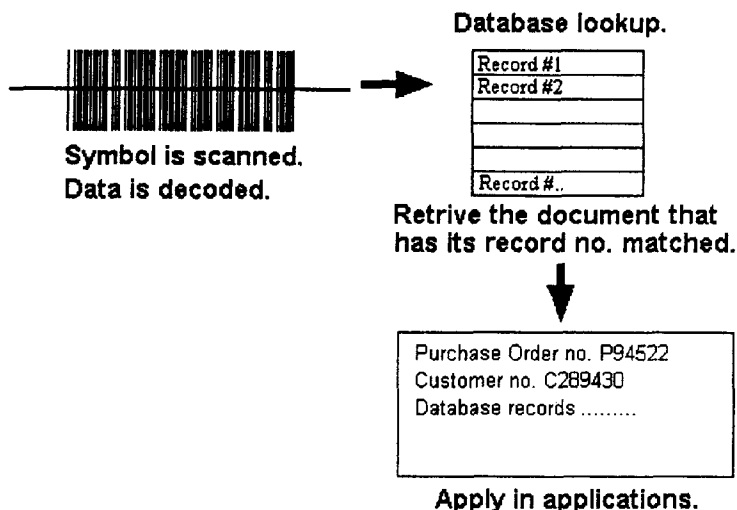 Database lookup.
Record #1
Record #2
Record #..
Symbol is scanned.
Data is decoded.
Retrive the document that
has its record no. matched.
Purchase Order no. P94522
Customer no. C289430
Database records .........
Apply in applications.